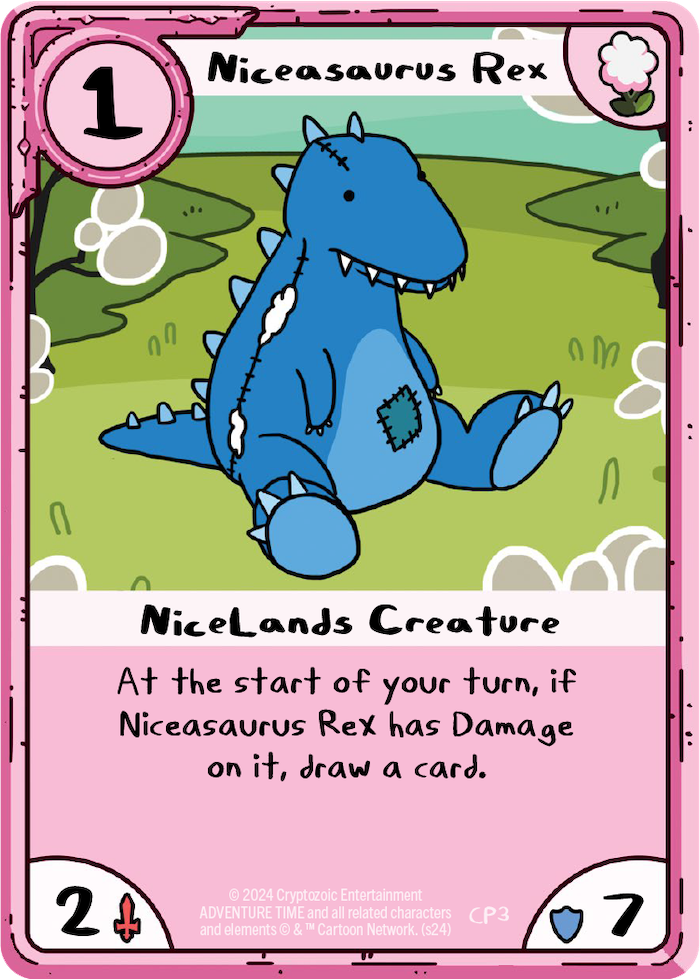 1
Niceasaurus Rex
NiceLands Creature
At the start of your turn, if
Niceasaurus Rex has Damage
on it, draw a card.
2
© 2024 Cryptozoic Entertainment
ADVENTURE TIME and all related characters
and elements © & ™ Cartoon Network. (s24)
CP3
7